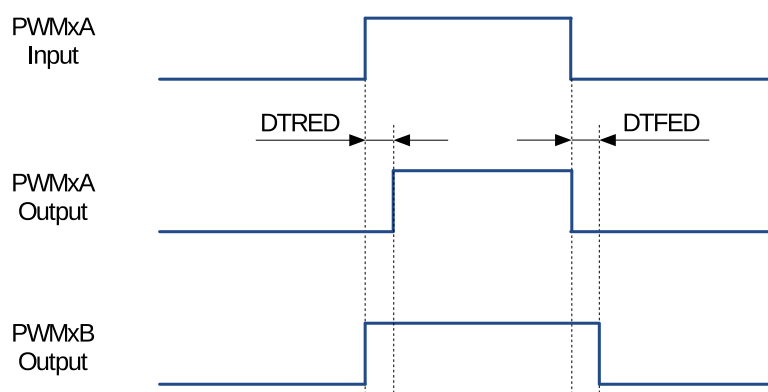 PWMxA
Input
DTRED
DTFED
PWMxA
Output
PWMxB
Output